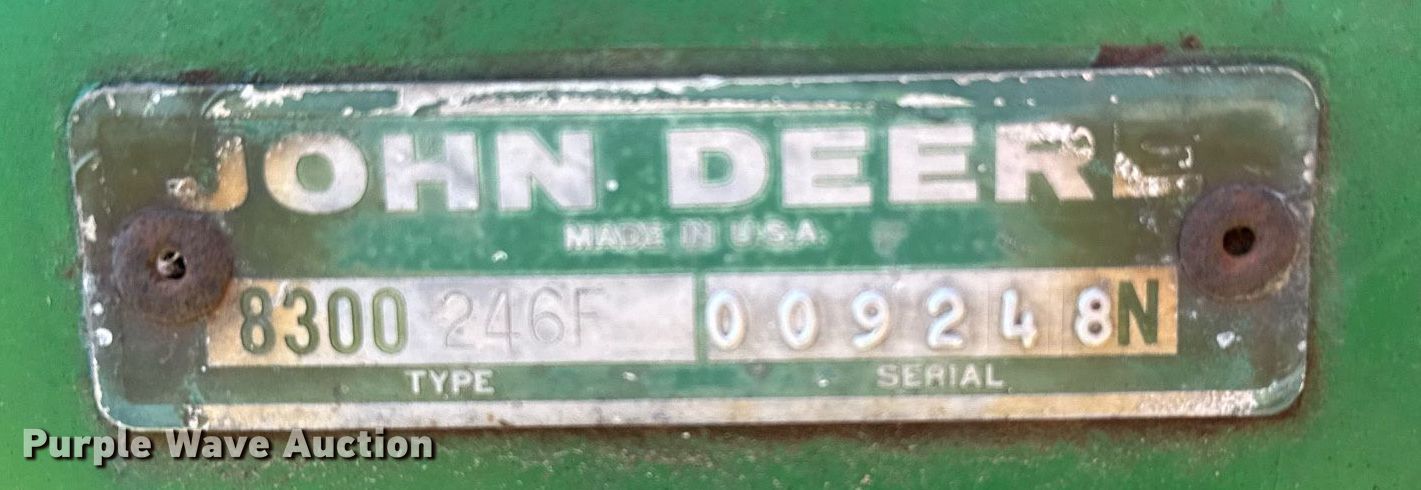 JOHN DEERE
MADE IN U.S.A.
8300 246F 009248N
TYPE SERIAL
Purple Wave Auction